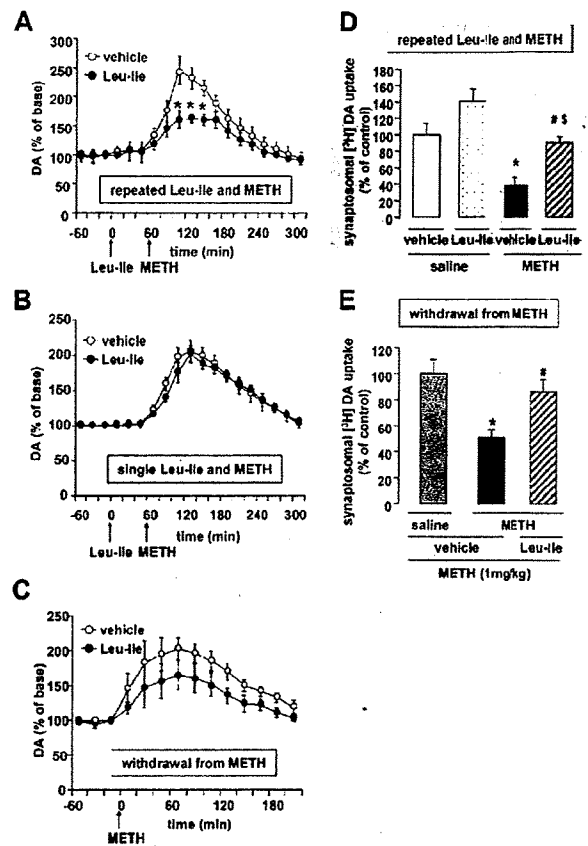 A
DA (% of base)
300
250
200
150
100
50
0
vehicle
Leu-Ile
* * *
repeated Leu-Ile and METH
-60 0 60 120 180 240 300
time (min)
Leu-Ile METH
B
DA (% of base)
250
200
150
100
50
0
vehicle
Leu-Ile
single Leu-Ile and METH
-60 0 60 120 180 240 300
time (min)
Leu-Ile METH
C
DA (% of base)
250
200
150
100
50
0
vehicle
Leu-Ile
withdrawal from METH
-60 0 60 120 180
time (min)
METH
D
repeated Leu-Ile and METH
synaptosomal [³H] DA uptake
(% of control)
180
160
140
120
100
80
60
40
20
0
*
# $
vehicle Leu-Ile vehicle Leu-Ile
saline METH
E
withdrawal from METH
synaptosomal [³H] DA uptake
(% of control)
120
100
80
60
40
20
0
*
#
saline METH
vehicle Leu-Ile
METH (1mg/kg)